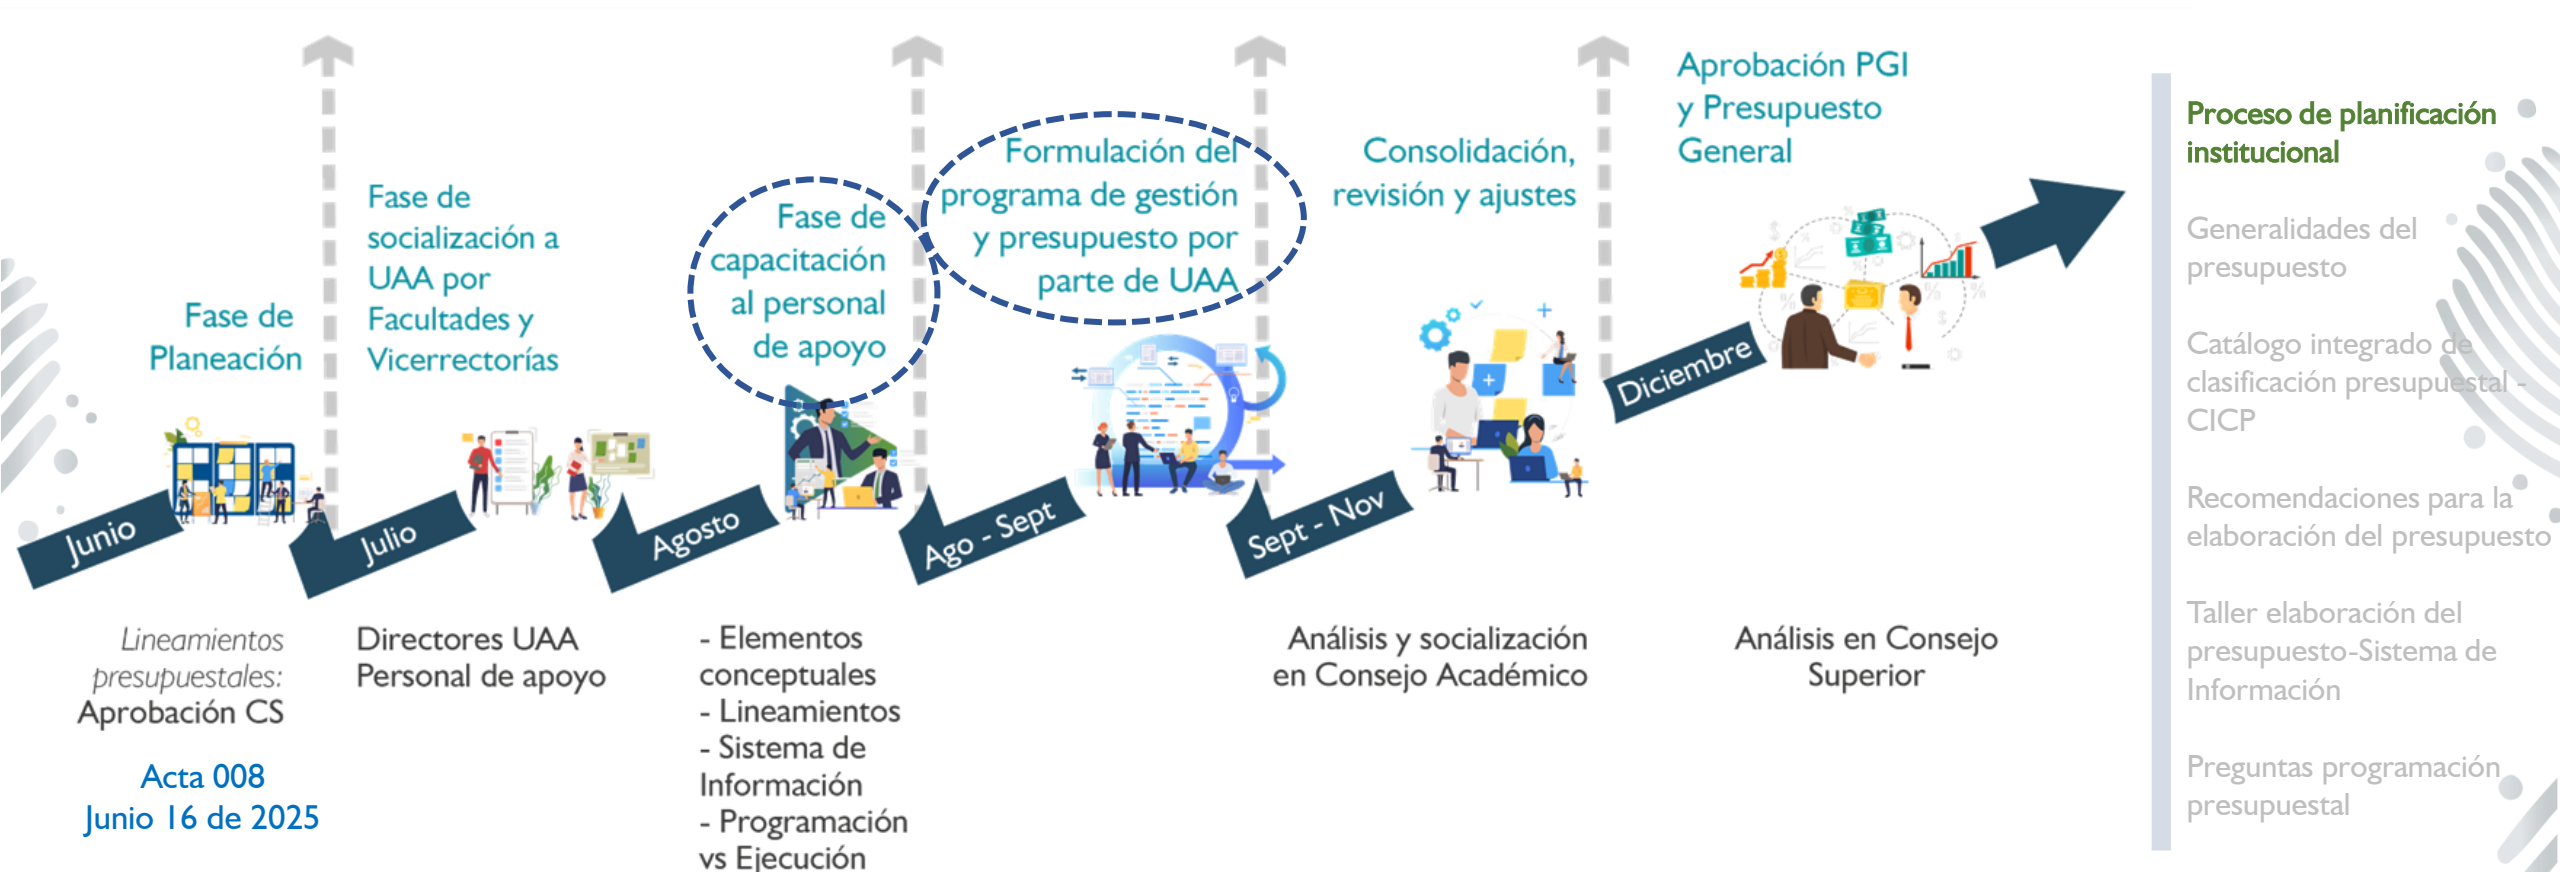 Fase de
Planeación
Junio
Lineamientos
presupuestales:
Aprobación CS
Acta 008
Junio 16 de 2025
Fase de
socialización a
UAA por
Facultades y
Vicerrectorías
Julio
Directores UAA
Personal de apoyo
Fase de
capacitación
al personal
de apoyo
Agosto
- Elementos
conceptuales
- Lineamientos
- Sistema de
Información
- Programación
vs Ejecución
Formulación del
programa de gestión
y presupuesto por
parte de UAA
Ago - Sept
Consolidación,
revisión y ajustes
Sept - Nov
Análisis y socialización
en Consejo Académico
Aprobación PGI
y Presupuesto
General
Diciembre
Análisis en Consejo
Superior
Proceso de planificación
institucional
Generalidades del
presupuesto
Catálogo integrado de
clasificación presupuestal -
CICP
Recomendaciones para la
elaboración del presupuesto
Taller elaboración del
presupuesto-Sistema de
Información
Preguntas programación
presupuestal